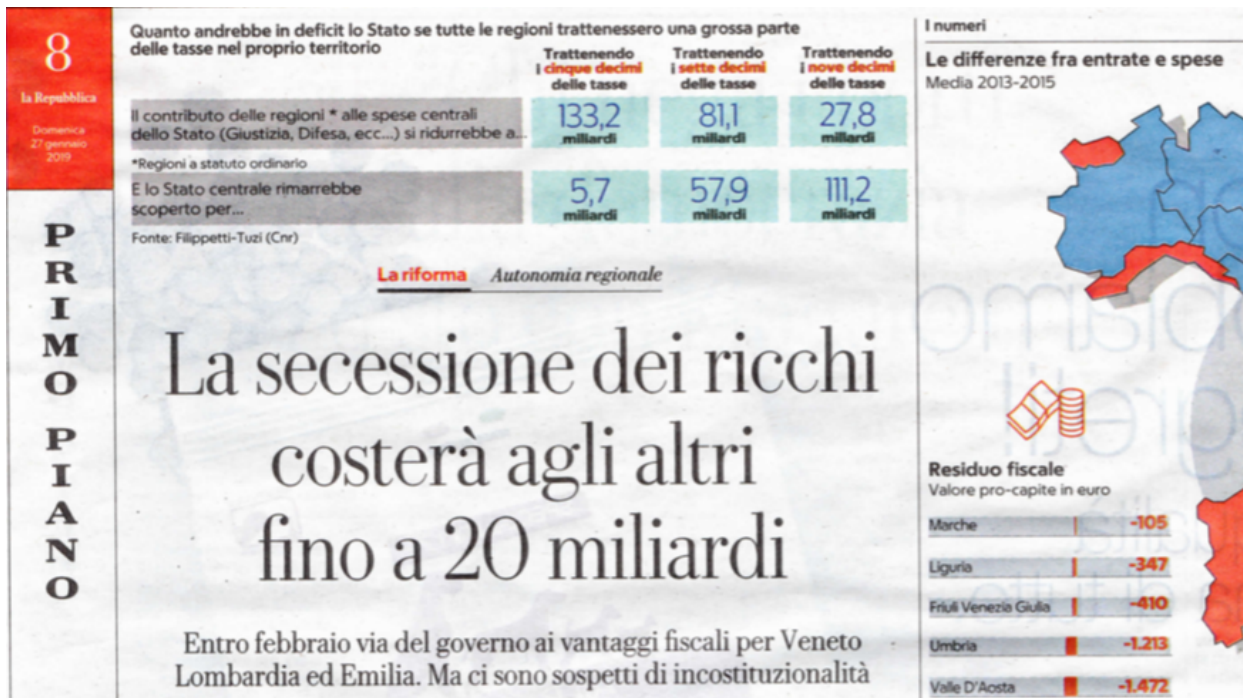 8
la Repubblica
Domenica
27 gennaio
2019
PRIMO PIANO
Quanto andrebbe in deficit lo Stato se tutte le regioni trattenessero una grossa parte
delle tasse nel proprio territorio
Trattenendo
i cinque decimi
delle tasse
Trattenendo
i sette decimi
delle tasse
Trattenendo
i nove decimi
delle tasse
Il contributo delle regioni * alle spese centrali
dello Stato (Giustizia, Difesa, ecc...) si ridurrebbe a...
133,2
miliardi
81,1
miliardi
27,8
miliardi
*Regioni a statuto ordinario
E lo Stato centrale rimarrebbe
scoperto per...
5,7
miliardi
57,9
miliardi
111,2
miliardi
Fonte: Filippetti-Tuzi (Cnr)
La riforma Autonomia regionale
La secessione dei ricchi
costerà agli altri
fino a 20 miliardi
Entro febbraio via del governo ai vantaggi fiscali per Veneto
Lombardia ed Emilia. Ma ci sono sospetti di incostituzionalità
I numeri
Le differenze fra entrate e spese
Media 2013-2015
Residuo fiscale
Valore pro-capite in euro
Marche -105
Liguria -347
Friuli Venezia Giulia -410
Umbria -1.213
Valle D'Aosta -1.472